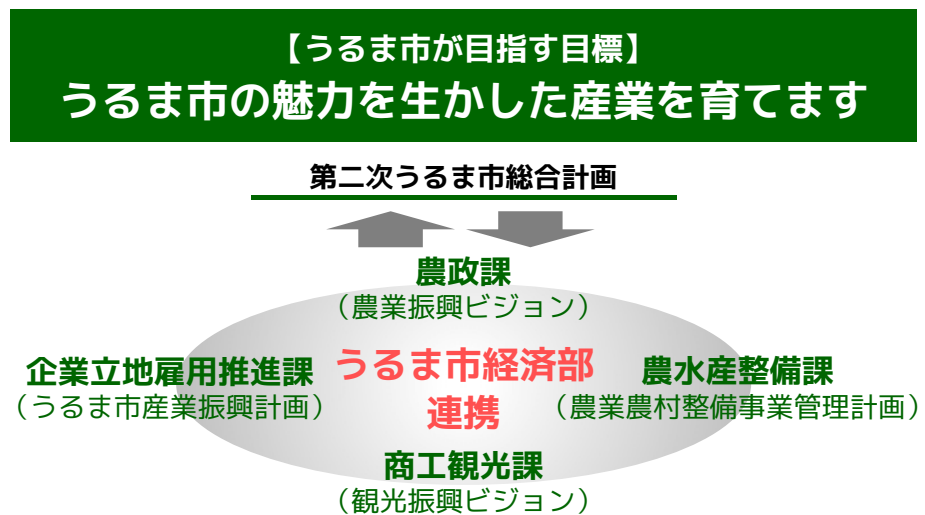 【うるま市が目指す目標】
うるま市の魅力を生かした産業を育てます
第二次うるま市総合計画
農政課
（農業振興ビジョン）
企業立地雇用推進課
（うるま市産業振興計画）
うるま市経済部
連携
農水産整備課
（農業農村整備事業管理計画）
商工観光課
（観光振興ビジョン）